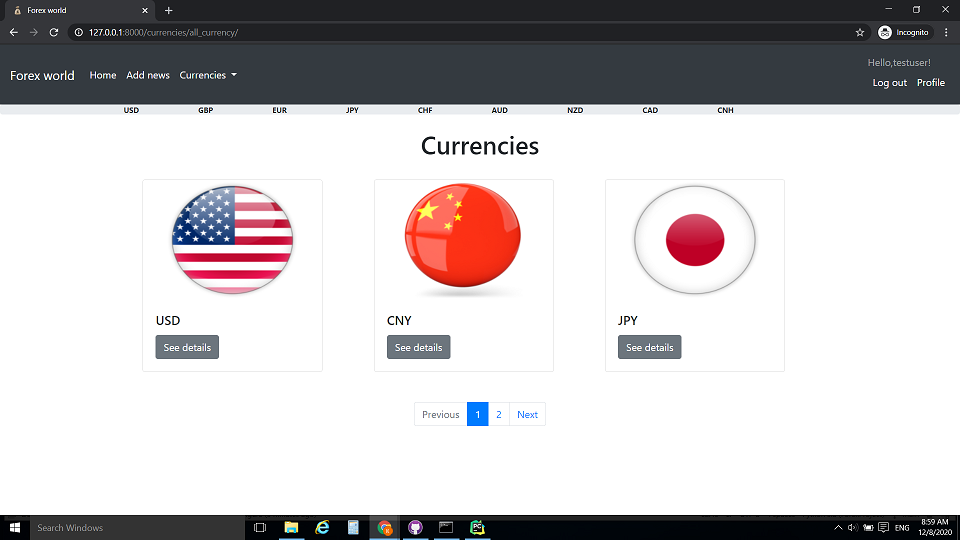 Forex world
127.0.0.1:8000/currencies/all_currency/
Incognito
Forex world Home Add news Currencies
Hello,testuser!
Log out Profile
USD GBP EUR JPY CHF AUD NZD CAD CNH
Currencies
USD
See details
CNY
See details
JPY
See details
Previous 1 2 Next
Search Windows
ENG
8:59 AM
12/8/2020